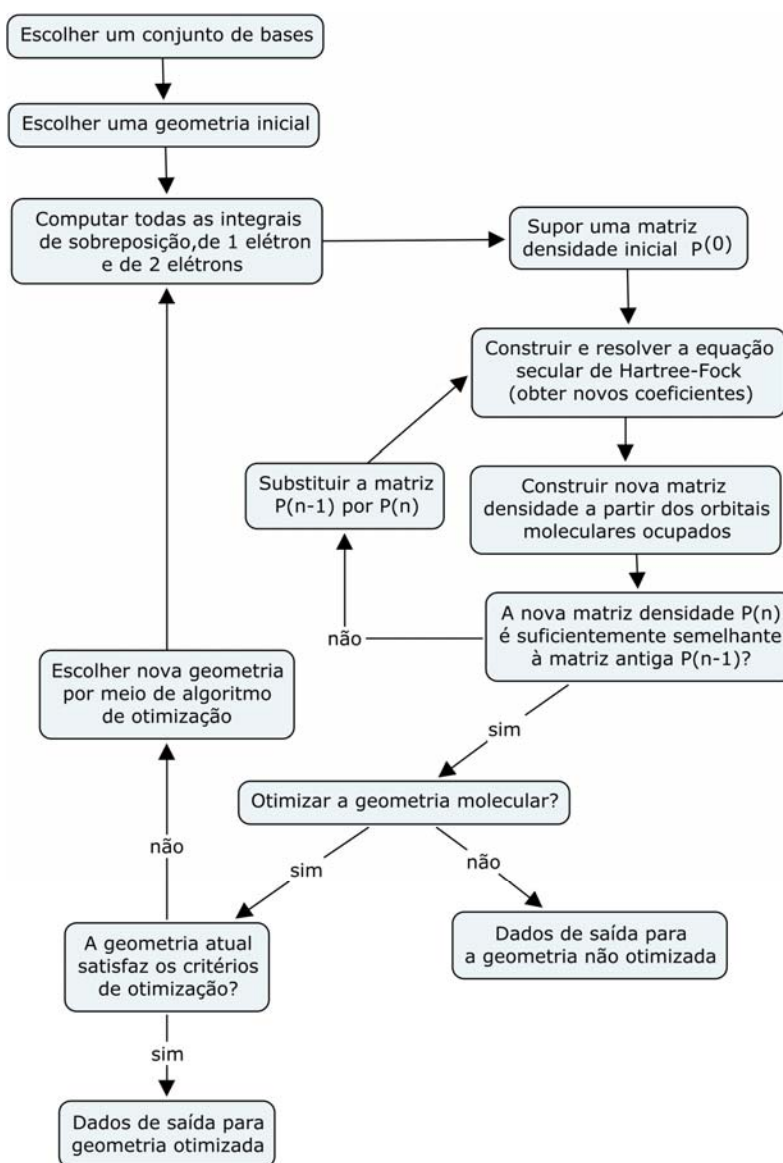 Escolher um conjunto de bases
Escolher uma geometria inicial
Computar todas as integrais
de sobreposição,de 1 elétron
e de 2 elétrons
Supor uma matriz
densidade inicial P(0)
Construir e resolver a equação
secular de Hartree-Fock
(obter novos coeficientes)
Substituir a matriz
P(n-1) por P(n)
Construir nova matriz
densidade a partir dos orbitais
moleculares ocupados
A nova matriz densidade P(n)
é suficientemente semelhante
à matriz antiga P(n-1)?
não
Escolher nova geometria
por meio de algoritmo
de otimização
sim
Otimizar a geometria molecular?
não
sim
não
A geometria atual
satisfaz os critérios
de otimização?
Dados de saída para
a geometria não otimizada
sim
Dados de saída para
geometria otimizada